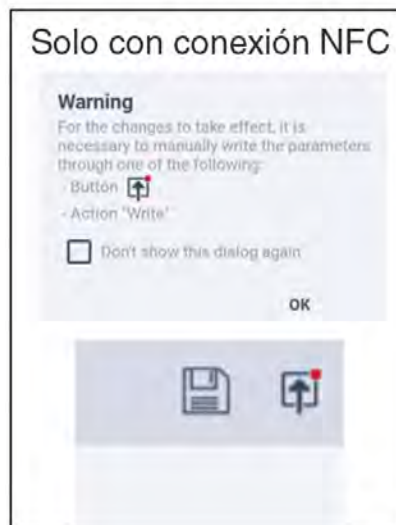 Solo con conexión NFC
Warning
For the changes to take effect, it is
necessary to manually write the parameters
through one of the following:
- Button
- Action "Write"
Don't show this dialog again
OK